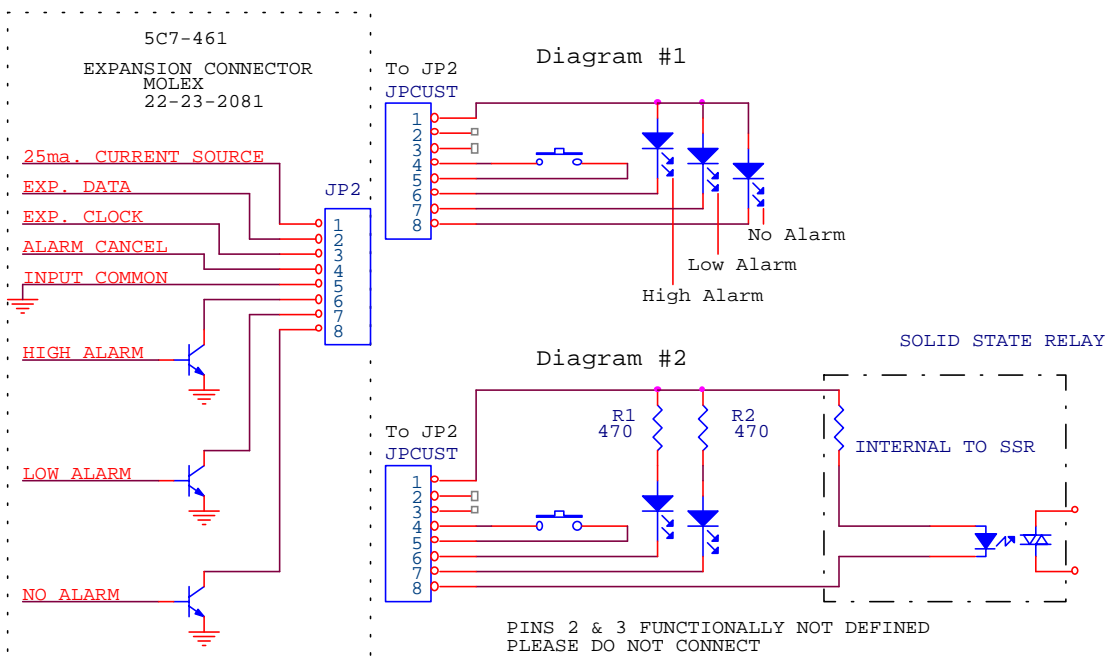 5C7-461
EXPANSION CONNECTOR
MOLEX
22-23-2081
25ma. CURRENT SOURCE
EXP. DATA
EXP. CLOCK
ALARM CANCEL
INPUT COMMON
HIGH ALARM
LOW ALARM
NO ALARM
JP2
1
2
3
4
5
6
7
8
Diagram #1
To JP2
JPCUST
1
2
3
4
5
6
7
8
No Alarm
Low Alarm
High Alarm
Diagram #2
To JP2
JPCUST
1
2
3
4
5
6
7
8
R1
470
R2
470
SOLID STATE RELAY
INTERNAL TO SSR
PINS 2 & 3 FUNCTIONALLY NOT DEFINED
PLEASE DO NOT CONNECT